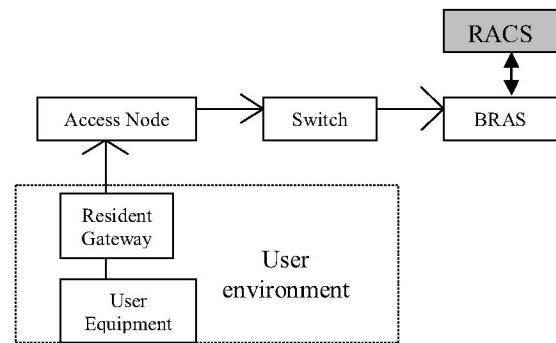 RACS
Access Node
Switch
BRAS
Resident
Gateway
User
environment
User
Equipment